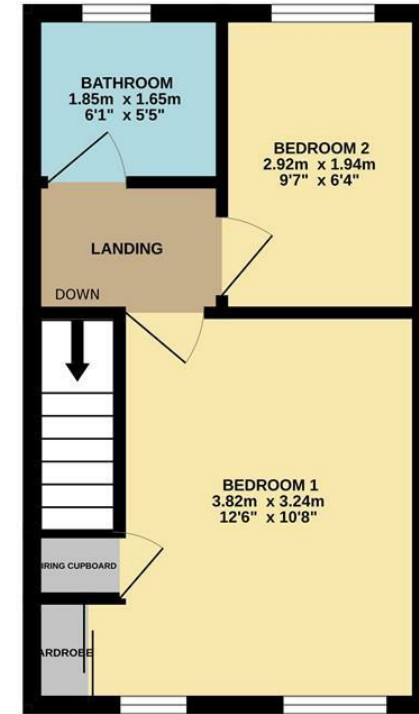 BATHROOM
1.85m x 1.65m
6'1" x 5'5"
BEDROOM 2
2.92m x 1.94m
9'7" x 6'4"
LANDING
DOWN
BEDROOM 1
3.82m x 3.24m
12'6" x 10'8"
IRING CUPBOARD
ARDROBE